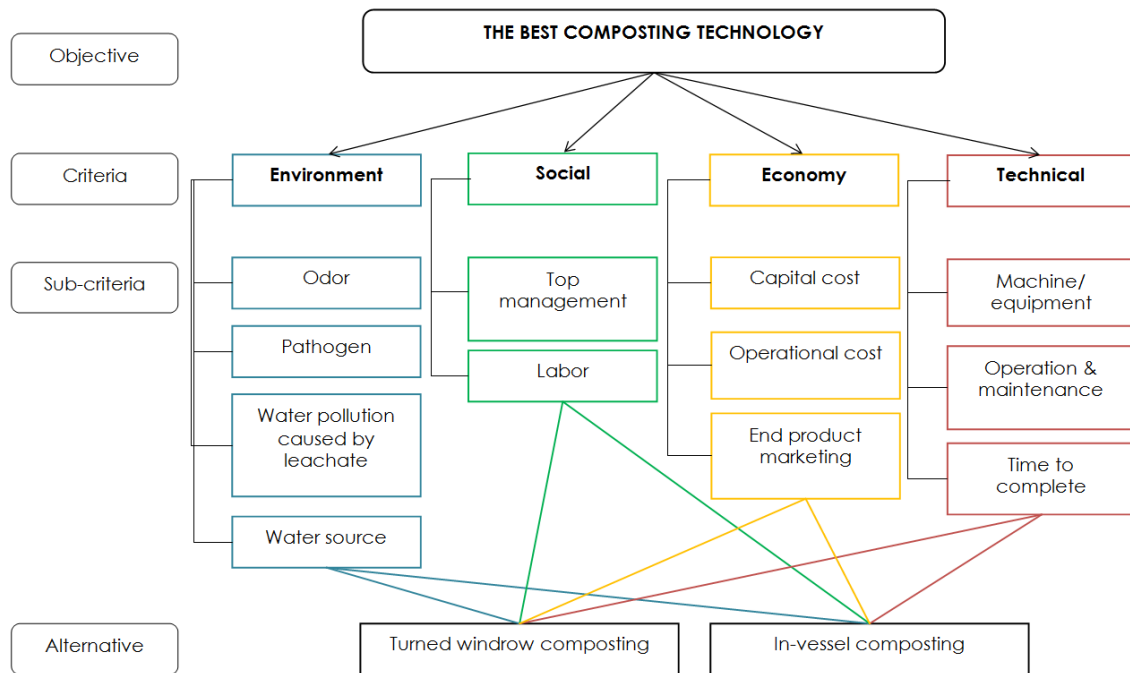 THE BEST COMPOSTING TECHNOLOGY
Objective
Criteria
Environment
Social
Economy
Technical
Sub-criteria
Odor
Top
management
Capital cost
Machine/
equipment
Pathogen
Labor
Operational cost
Operation &
maintenance
Water pollution
caused by
leachate
End product
marketing
Time to
complete
Water source
Alternative
Turned windrow composting
In-vessel composting